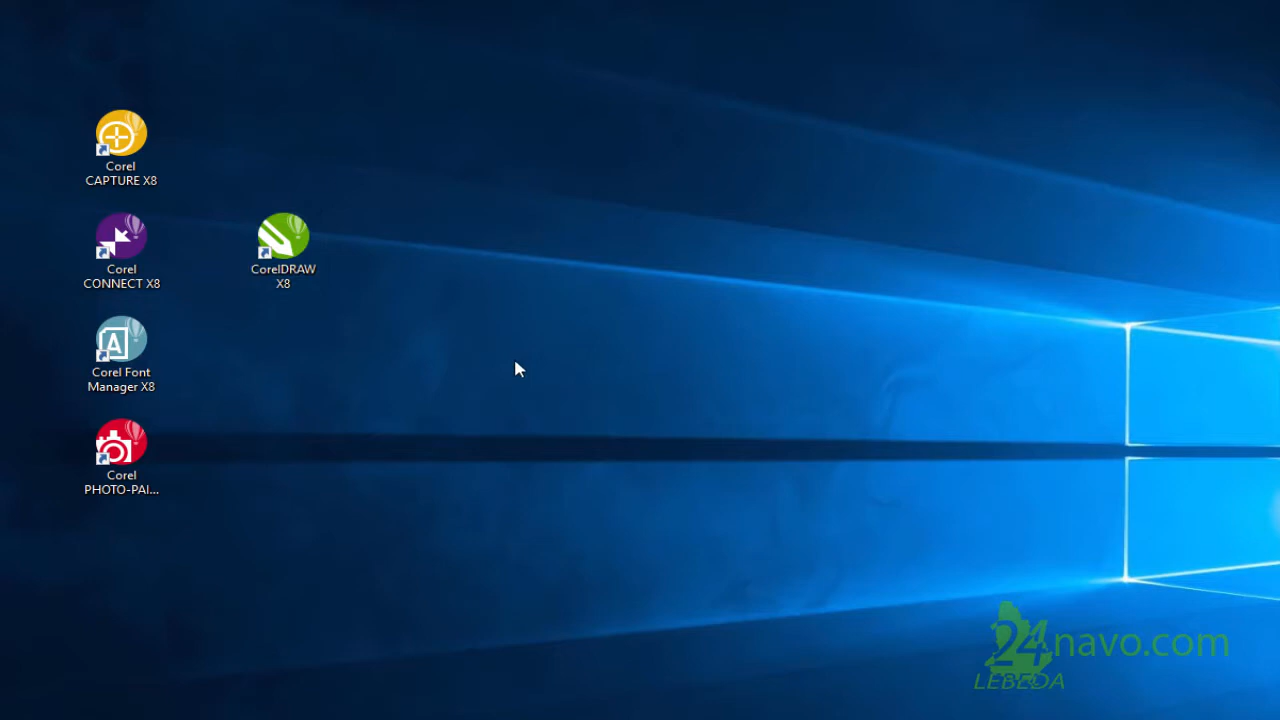 Corel
CAPTURE X8
Corel
CONNECT X8
CorelDRAW
X8
Corel Font
Manager X8
Corel
PHOTO-PAI...
24navo.com
LEBEDA